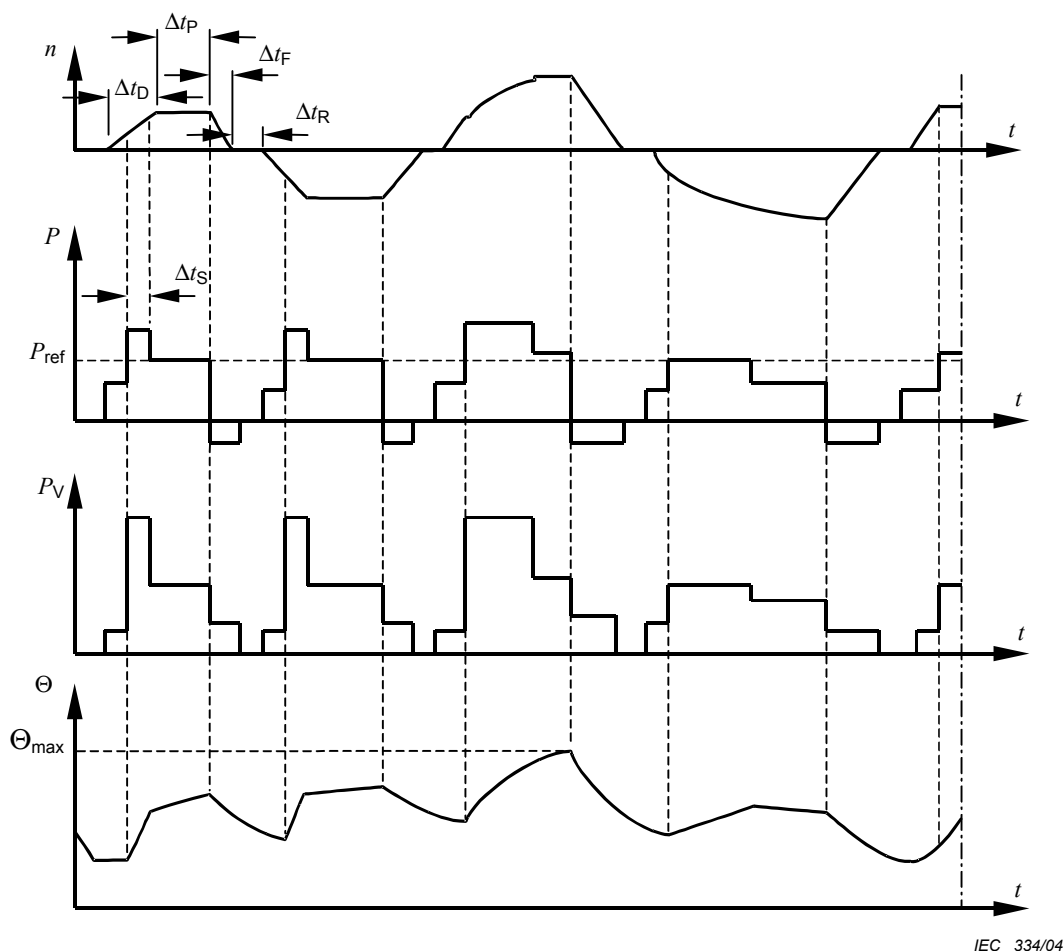 Δt_P
n
Δt_F
Δt_D
Δt_R
t
P
Δt_S
P_ref
t
P_V
t
Θ
Θ_max
t
IEC 334/04